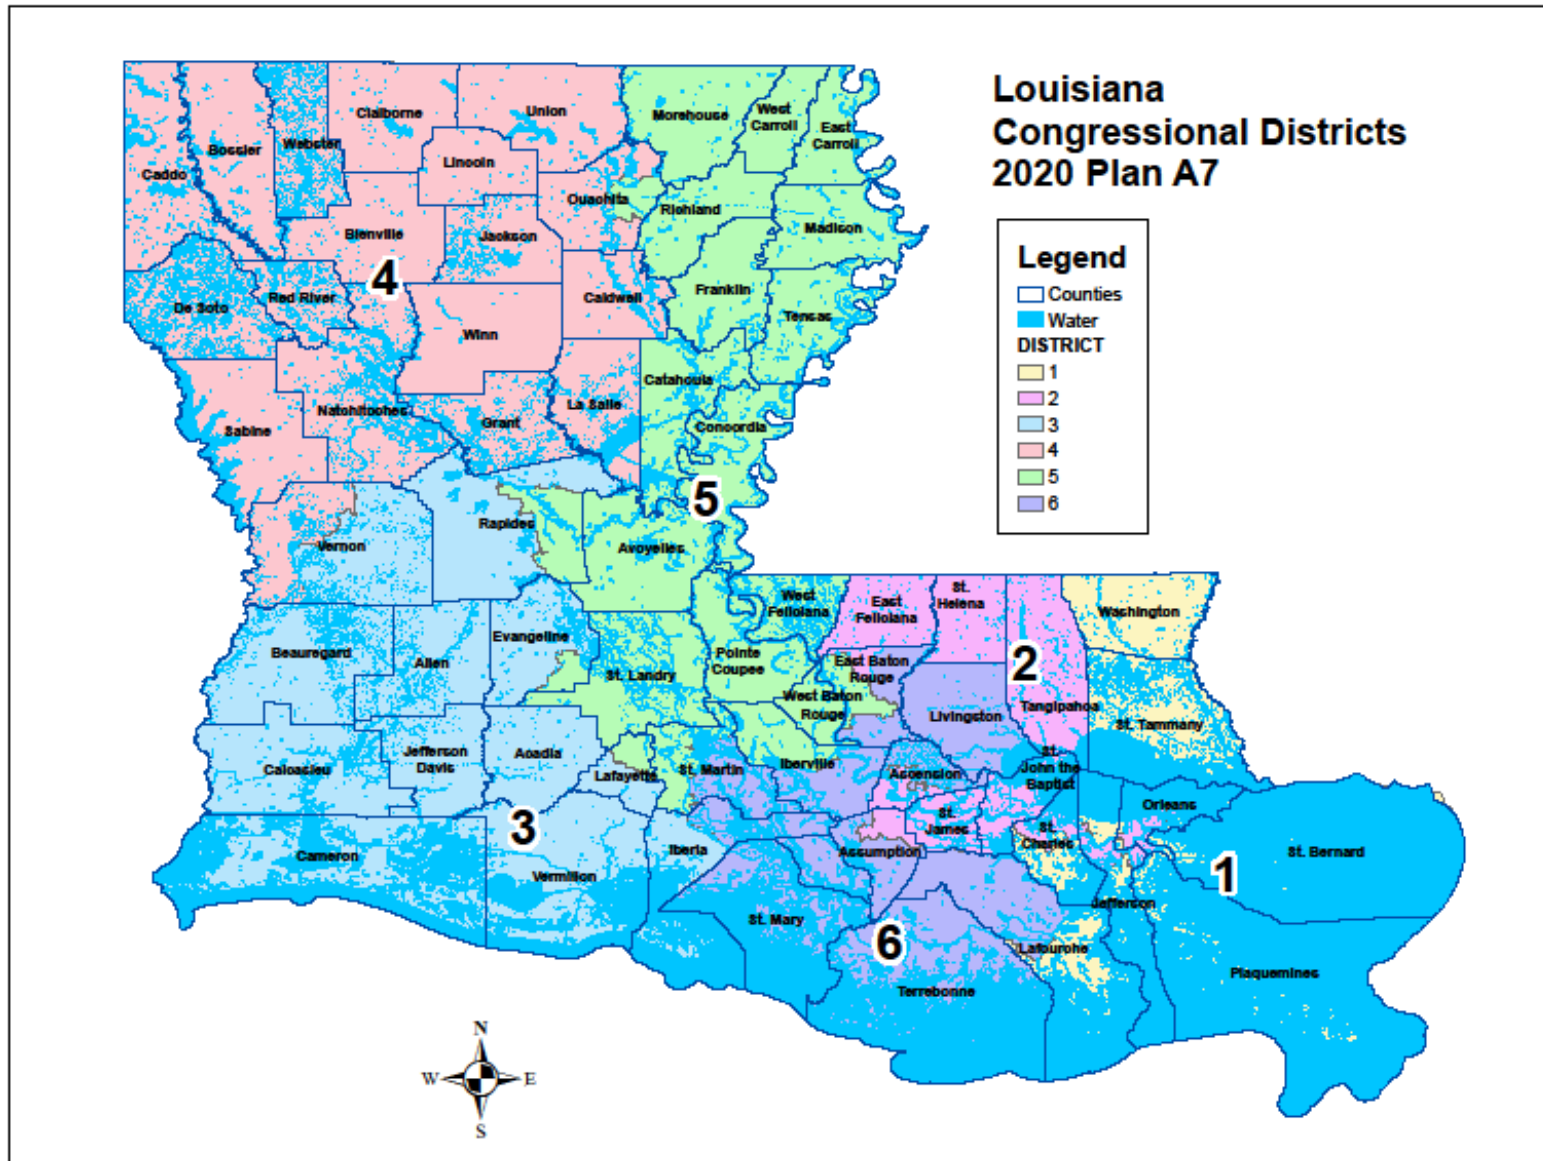 Louisiana
Congressional Districts
2020 Plan A7
Legend
Counties
Water
DISTRICT
1
2
3
4
5
6
Claiborne
Union
Morehouse
West
Carroll
East
Carroll
Webster
Bossier
Caddo
Lincoln
Ouachita
Richland
Madison
Bienville
Jackson
4
Franklin
Caldwell
Red River
De Soto
Tensas
Winn
Catahoula
La Salle
Natchitoches
Grant
Concordia
Sabine
5
Rapides
Vernon
Avoyelles
West
Feliciana
East
Feliciana
St.
Helena
Washington
Evangeline
Beauregard
Allen
St. Landry
Pointe
Coupee
East Baton
Rouge
2
West Baton
Rouge
Tangipahoa
Livingston
St. Tammany
Jefferson
Davis
Acadia
Calcasieu
Lafayette
St. Martin
Iberville
Ascension
St.
John the
Baptist
Orleans
3
St.
James
St.
Charles
Cameron
Iberia
Assumption
St. Bernard
Vermilion
1
Jefferson
St. Mary
6
Lafourche
Plaquemines
Terrebonne
N
W
E
S